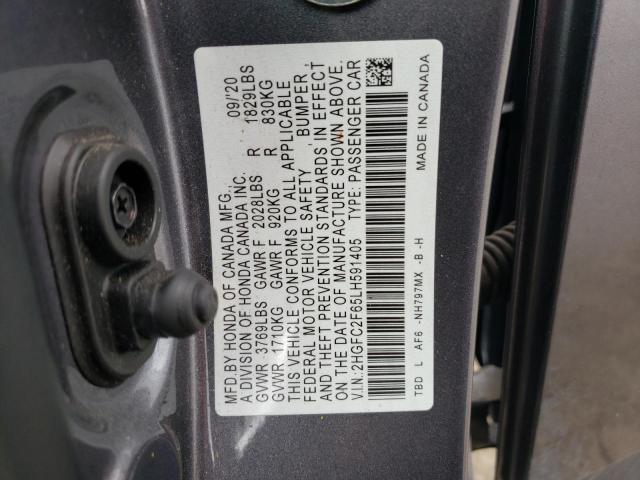 MFD.BY HONDA OF CANADA MFG., 09/'20
A DIVISION OF HONDA CANADA INC.
GVWR 3769LBS GAWR F 2028LBS R 1829LBS
GVWR 1710KG GAWR F 920KG R 830KG
THIS VEHICLE CONFORMS TO ALL APPLICABLE
FEDERAL MOTOR VEHICLE SAFETY , BUMPER ,
AND THEFT PREVENTION STANDARDS IN EFFECT
ON THE DATE OF MANUFACTURE SHOWN ABOVE.
V.I.N.:2HGFC2F65LH591405 TYPE: PASSENGER CAR
TBD L AF6 -NH797MX -B -H MADE IN CANADA